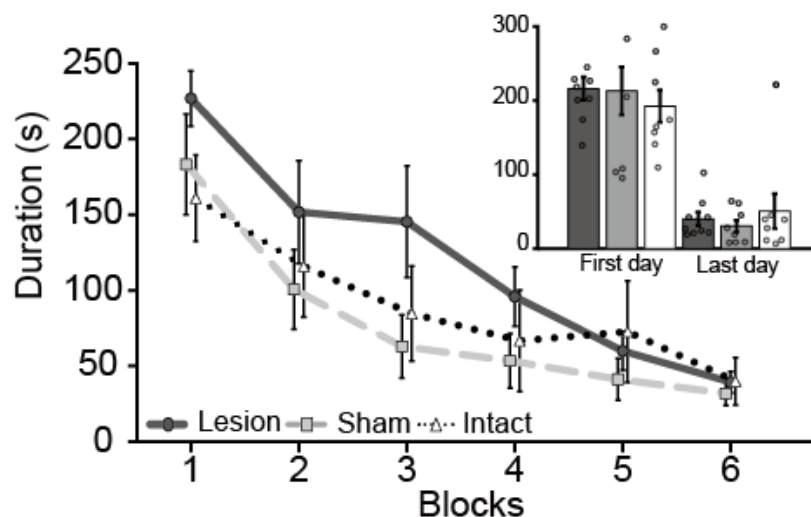 Duration (s)
250
200
150
100
50
0
Lesion Sham Intact
1 2 3 4 5 6
Blocks
300
200
100
0
First day Last day